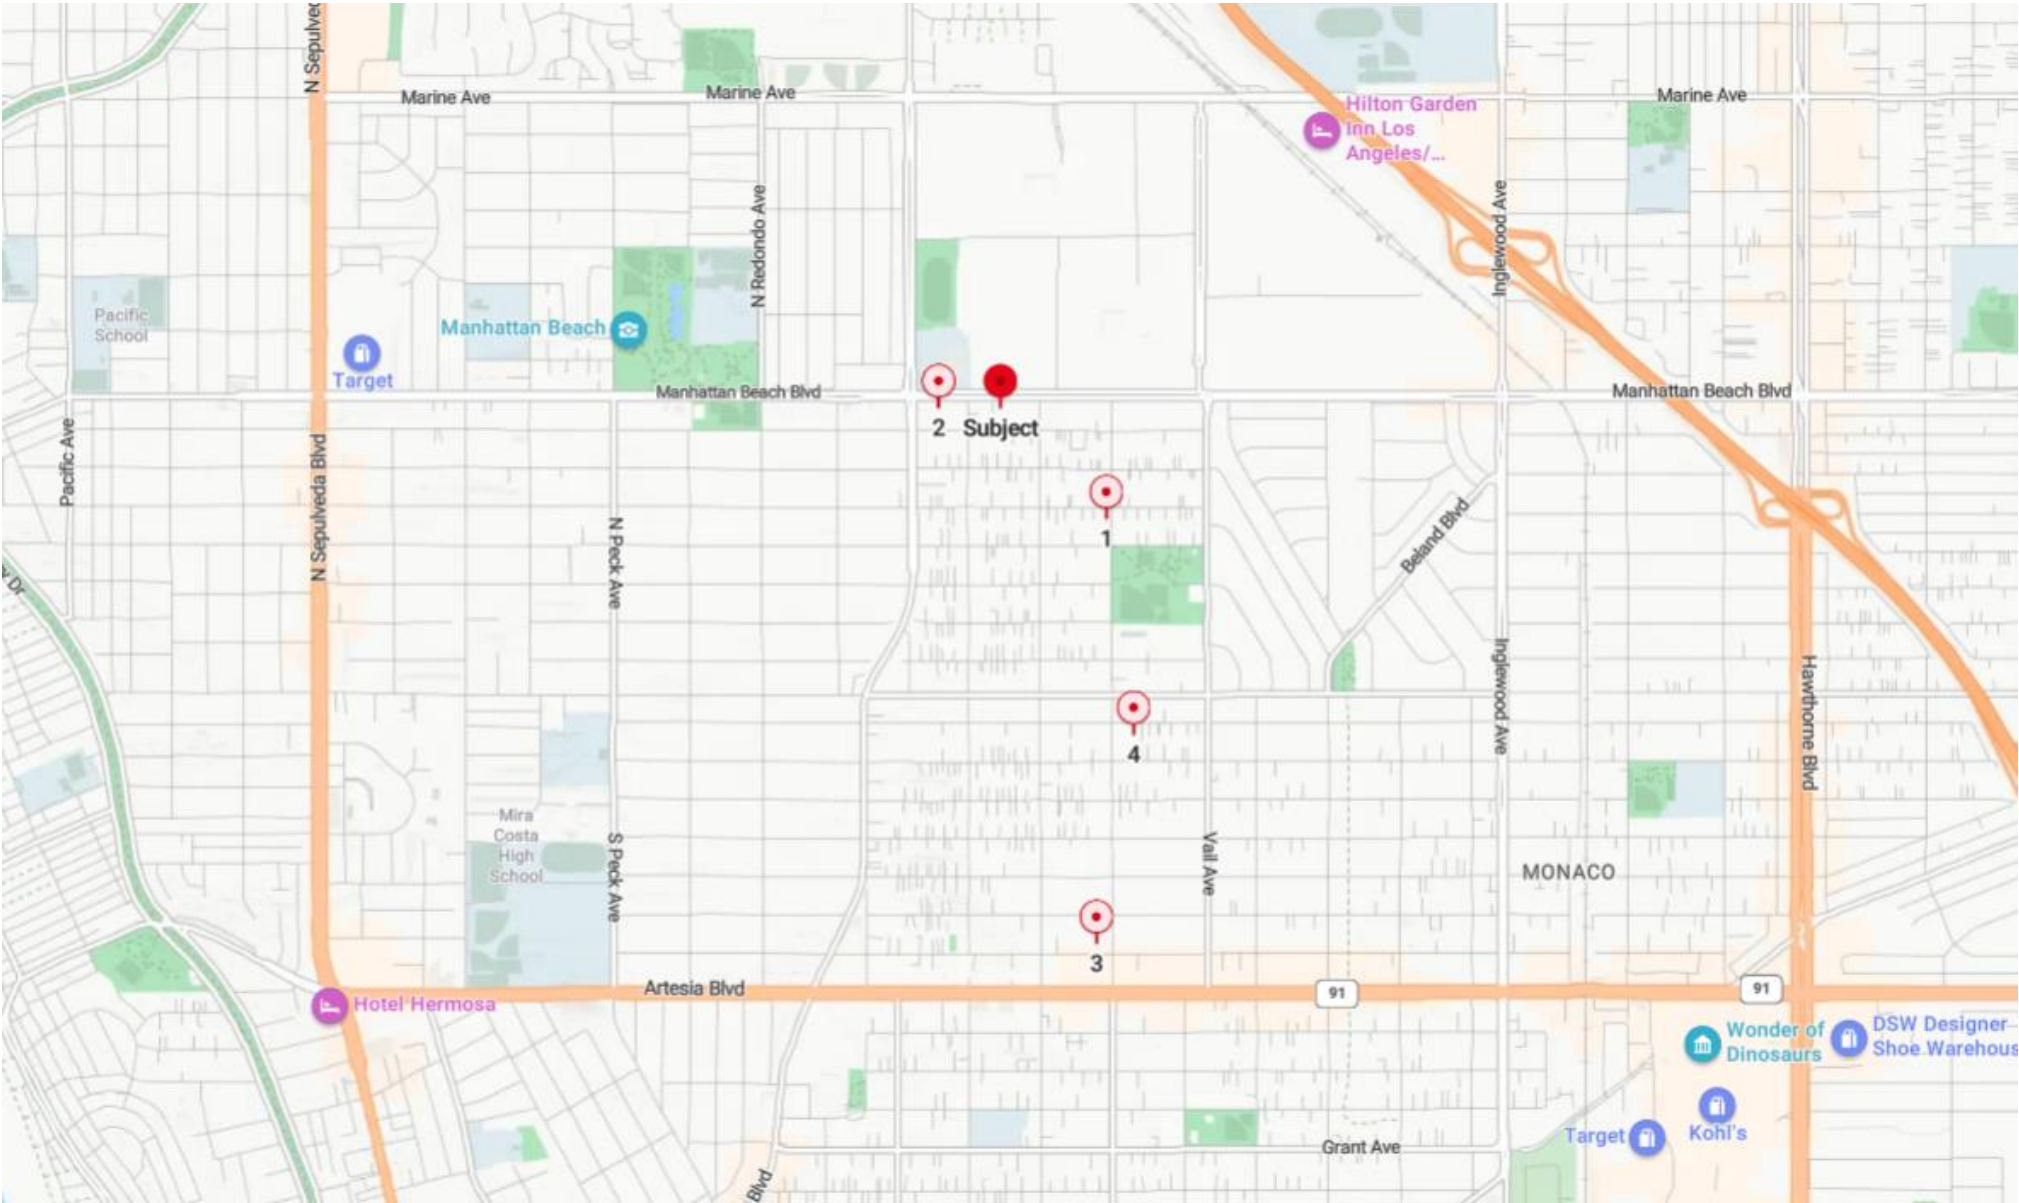 N Sepulved
Marine Ave
Marine Ave
Marine Ave
Hilton Garden
Inn Los
Angeles/...
N Redondo Ave
Inglewood Ave
Pacific
School
Manhattan Beach
Target
Manhattan Beach Blvd
Manhattan Beach Blvd
2
Subject
Pacific Ave
N Sepulveda Blvd
N Peck Ave
1
Beland Blvd
y Dr
Inglewood Ave
Hawthorne Blvd
4
Mira
Costa
High
School
S Peck Ave
Vail Ave
MONACO
3
Artesia Blvd
91
91
Hotel Hermosa
Wonder of
Dinosaurs
DSW Designer
Shoe Warehous
Kohl's
Target
Grant Ave
Blvd